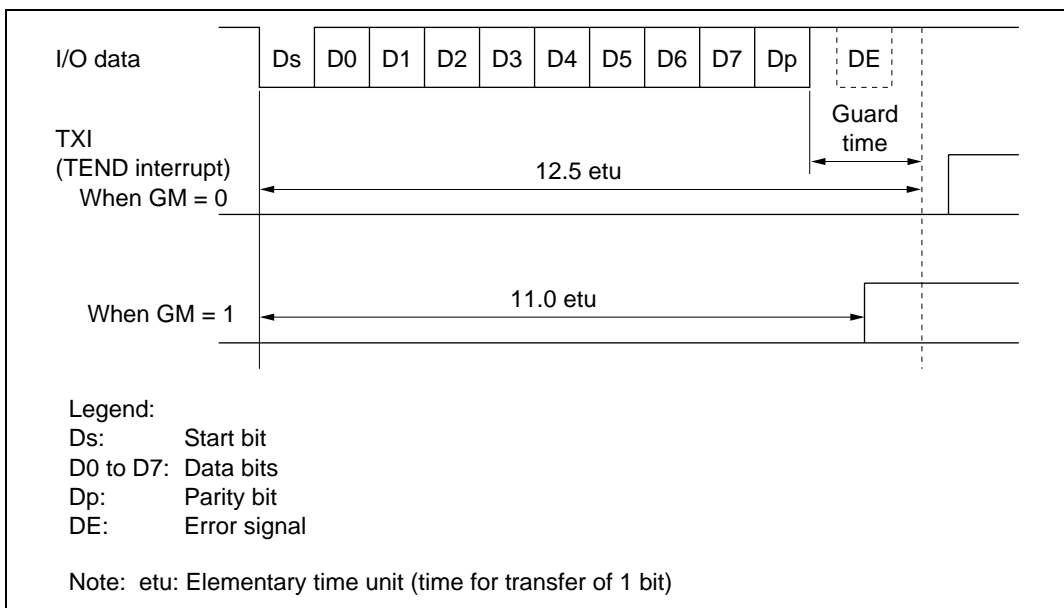 I/O data
Ds D0 D1 D2 D3 D4 D5 D6 D7 Dp DE
Guard
time
TXI
(TEND interrupt)
When GM = 0
12.5 etu
When GM = 1
11.0 etu
Legend:
Ds: Start bit
D0 to D7: Data bits
Dp: Parity bit
DE: Error signal
Note: etu: Elementary time unit (time for transfer of 1 bit)